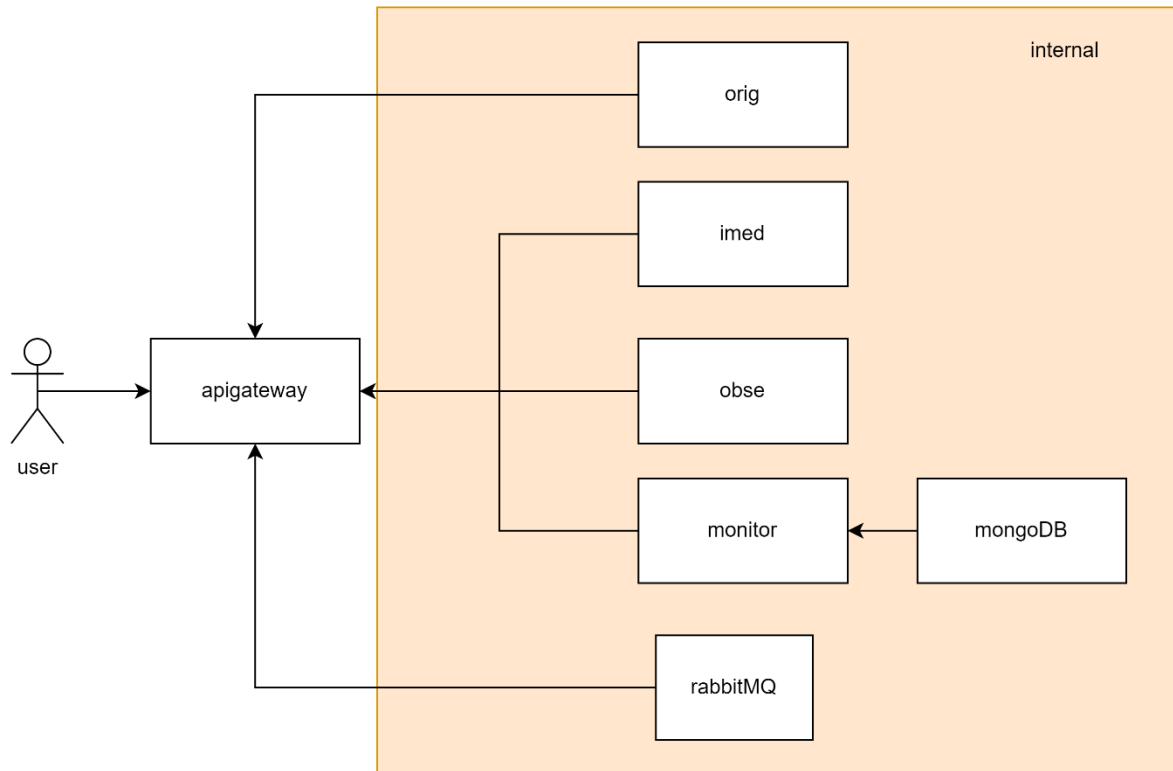 internal
orig
imed
apigateway
obse
user
monitor
mongoDB
rabbitMQ